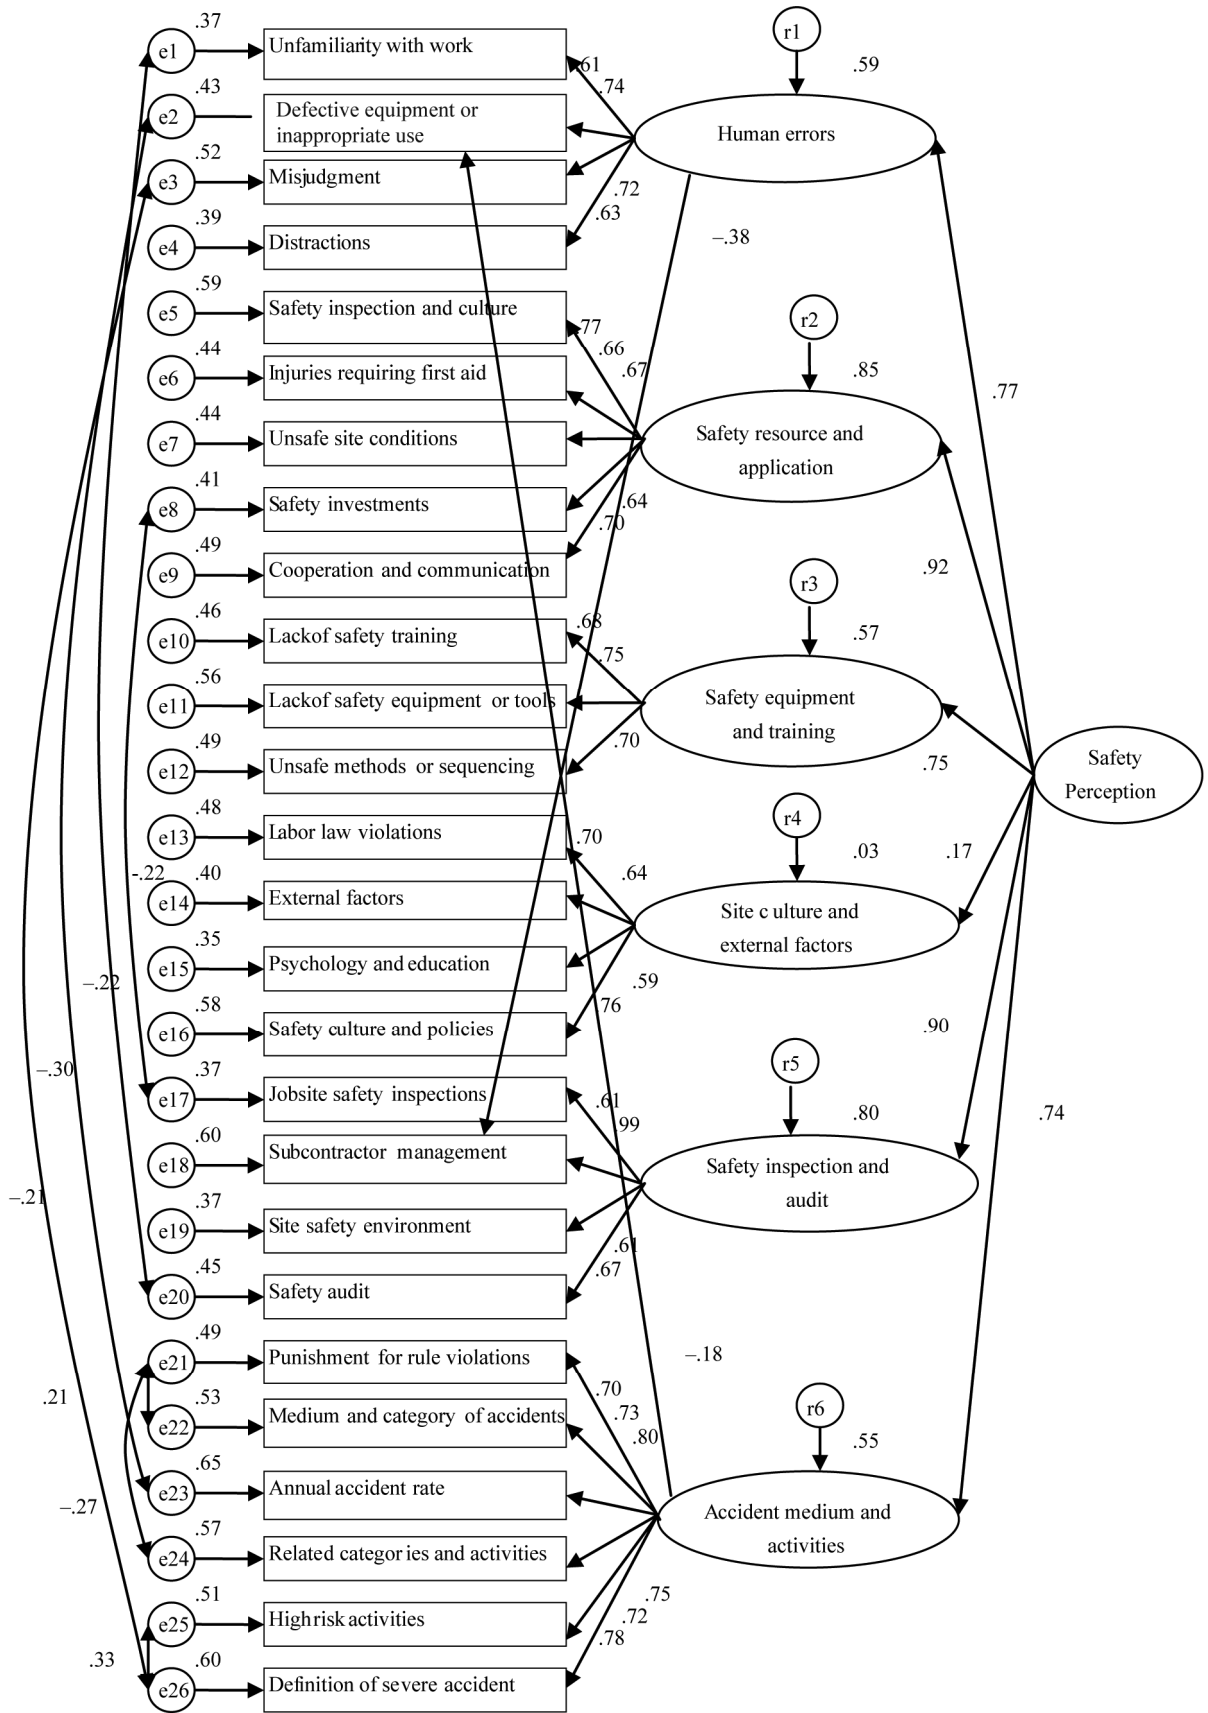 .37
e1
Unfamiliarity with work
.61
.74
r1
.59
.43
e2
Defective equipment or
inappropriate use
Human errors
.52
e3
Misjudgment
.72
.63
.39
e4
Distractions
–.38
.59
e5
Safety inspection and culture
.77
.66
.67
r2
.85
.77
.44
e6
Injuries requiring first aid
.44
e7
Unsafe site conditions
Safety resource and
application
.41
e8
Safety investments
.64
.70
.49
e9
Cooperation and communication
.92
r3
.57
.46
e10
Lackof safety training
.68
.75
.56
e11
Lackof safety equipment or tools
.70
Safety equipment
and training
.49
e12
Unsafe methods or sequencing
.75
Safety
Perception
.48
e13
Labor law violations
.70
.64
r4
.03
.17
-.22
.40
e14
External factors
Site c ulture and
external factors
.35
e15
Psychology and education
.59
.76
–.22
.58
e16
Safety culture and policies
.90
–.30
.37
e17
Jobsite safety inspections
.61
.99
r5
.80
.74
.60
e18
Subcontractor management
Safety inspection and
audit
–.21
.37
e19
Site safety environment
.61
.67
.45
e20
Safety audit
.49
e21
Punishment for rule violations
–.18
.70
.73
.80
.21
.53
e22
Medium and category of accidents
r6
.55
.65
e23
Annual accident rate
Accident medium and
activities
–.27
.57
e24
Related categories and activities
.75
.72
.78
.51
e25
High risk activities
.33
.60
e26
Definition of severe accident